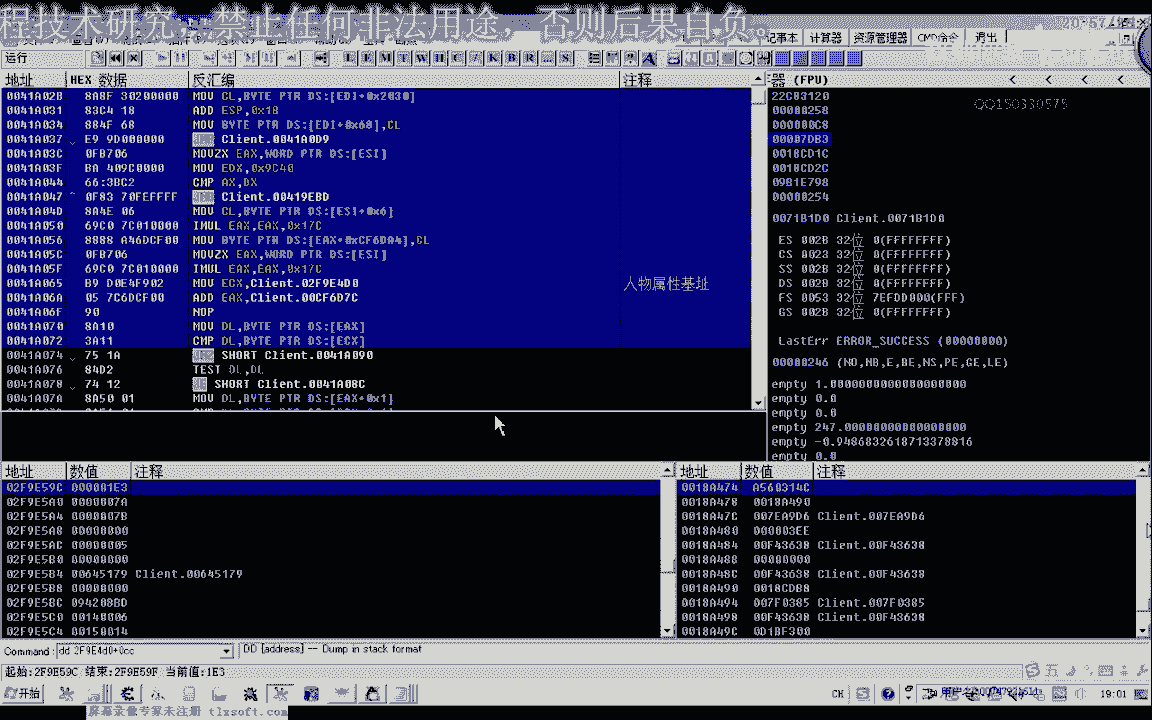 程技术研究，禁止任何非法用途，否则后果自负。
20:57
运行
L E M T W H C / K B R ... S
记事本 计算器 资源管理器 CMD命令 退出
地址 HEX 数据 反汇编 注释
0041A02B 8A8F 30200000 MOV CL,BYTE PTR DS:[EDI+0x2030]
0041A031 83C4 18 ADD ESP,0x18
0041A034 884F 68 MOV BYTE PTR DS:[EDI+0x68],CL
0041A037 E9 9D000000 Client.0041A0D9
0041A03C 0FB706 MOVZX EAX,WORD PTR DS:[ESI]
0041A03F BA 409C0000 MOV EDX,0x9C40
0041A044 66:3BC2 CMP AX,DX
0041A047 0F83 70FEFFFF Client.00419EBD
0041A04D 8A4E 06 MOV CL,BYTE PTR DS:[ESI+0x6]
0041A050 69C0 7C010000 IMUL EAX,EAX,0x17C
0041A056 8888 A46DCF00 MOV BYTE PTR DS:[EAX+0xCF6DA4],CL
0041A05C 0FB706 MOVZX EAX,WORD PTR DS:[ESI]
0041A05F 69C0 7C010000 IMUL EAX,EAX,0x17C
0041A065 B9 D0E4F902 MOV ECX,Client.02F9E4D0 人物属性基址
0041A06A 05 7C6DCF00 ADD EAX,Client.00CF6D7C
0041A06F 90 NOP
0041A070 8A10 MOV DL,BYTE PTR DS:[EAX]
0041A072 3A11 CMP DL,BYTE PTR DS:[ECX]
0041A074 75 1A SHORT Client.0041A090
0041A076 84D2 TEST DL,DL
0041A078 74 12 SHORT Client.0041A08C
0041A07A 8A50 01 MOV DL,BYTE PTR DS:[EAX+0x1]
器 (FPU) < < < <
QQ150330575
22C83120
00000258
000000C8
0018CD1C
0018CD2C
09B1E798
00000254
0071B1D0 Client.0071B1D0
ES 002B 32位 0(FFFFFFFF)
CS 0023 32位 0(FFFFFFFF)
SS 002B 32位 0(FFFFFFFF)
DS 002B 32位 0(FFFFFFFF)
FS 0053 32位 7EFDD000(FFF)
GS 002B 32位 0(FFFFFFFF)
LastErr ERROR_SUCCESS (00000000)
00000246 (NO,NB,E,BE,NS,PE,GE,LE)
empty 1.0000000000000000000
empty 0.0
empty 0.0
empty 247.00000000000000000
empty -0.9486832618713378816
empty 0.0
地址 数值 注释
02F9E59C 000001E3
02F9E5A0 0000007A
02F9E5A4 0000007B
02F9E5A8 00000000
02F9E5AC 00000005
02F9E5B0 00000000
02F9E5B4 00645179 Client.00645179
02F9E5B8 00000000
02F9E5BC 094208BD
02F9E5C0 00140006
02F9E5C4 00150014
地址 数值 注释
0018A474 A560314C
0018A478 0018A490
0018A47C 007EA9D6 Client.007EA9D6
0018A480 000003EE
0018A484 00F43638 Client.00F43638
0018A488 00000000
0018A48C 00F43638 Client.00F43638
0018A490 0018CDB8
0018A494 007F0385 Client.007F0385
0018A498 00F43638 Client.00F43638
0018A49C 0D1BF300
Command: dd 2F9E4d0+0cc DD [address] -- Dump in stack format
起始:2F9E59C 结束:2F9E59F 当前值:1E3
五
开始 CH 19:01
屏幕录像专家未注册 tlxsoft.com